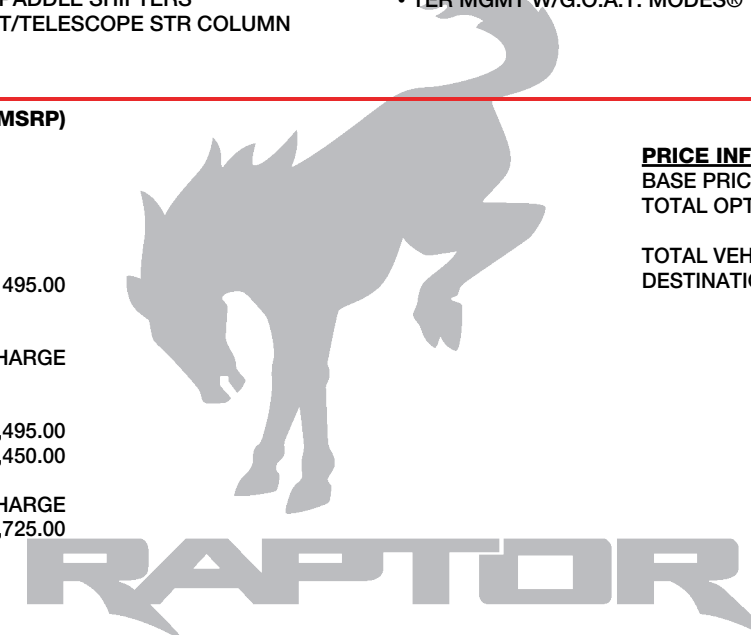 PADDLE SHIFTERS
T/TELESCOPE STR COLUMN
• TER MGMT W/G.O.A.T. MODES®
MSRP)
495.00
HARGE
,495.00
,450.00
HARGE
,725.00
PRICE INF
BASE PRIC
TOTAL OPT
TOTAL VEH
DESTINATIO
RAPTOR